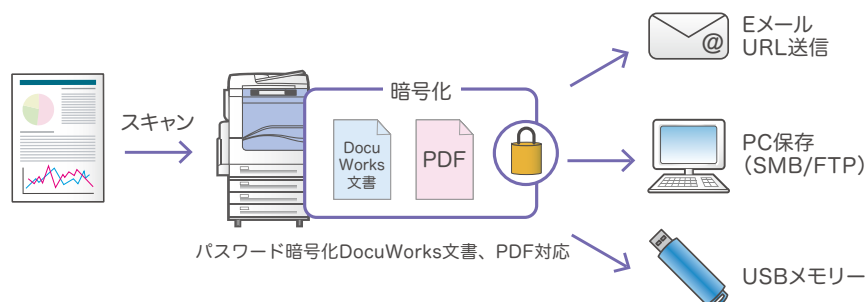 スキャン
暗号化
Docu
Works
文書
PDF
パスワード暗号化DocuWorks文書、PDF対応
@
Eメール
URL送信
PC保存
（SMB/FTP）
USBメモリー